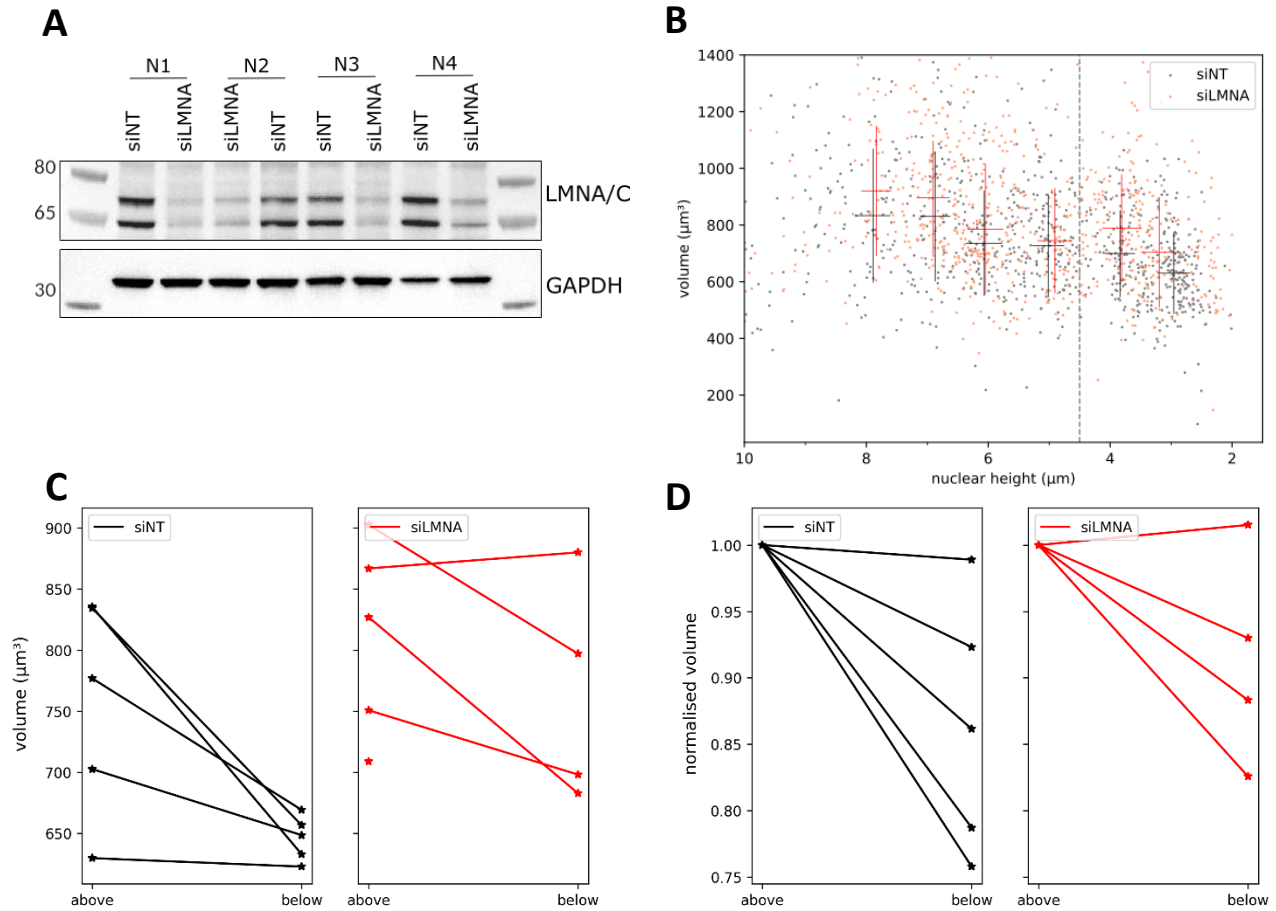 A
N1 N2 N3 N4
siNT siLMNA siLMNA siNT siNT siLMNA siNT siLMNA
80
LMNA/C
65
GAPDH
30
B
1400
1200
1000
800
600
400
200
volume (μm³)
siNT
siLMNA
10 8 6 4 2
nuclear height (μm)
C
900
850
800
750
700
650
volume (μm³)
siNT
siLMNA
above below above below
D
1.00
0.95
0.90
0.85
0.80
0.75
normalised volume
siNT
siLMNA
above below above below